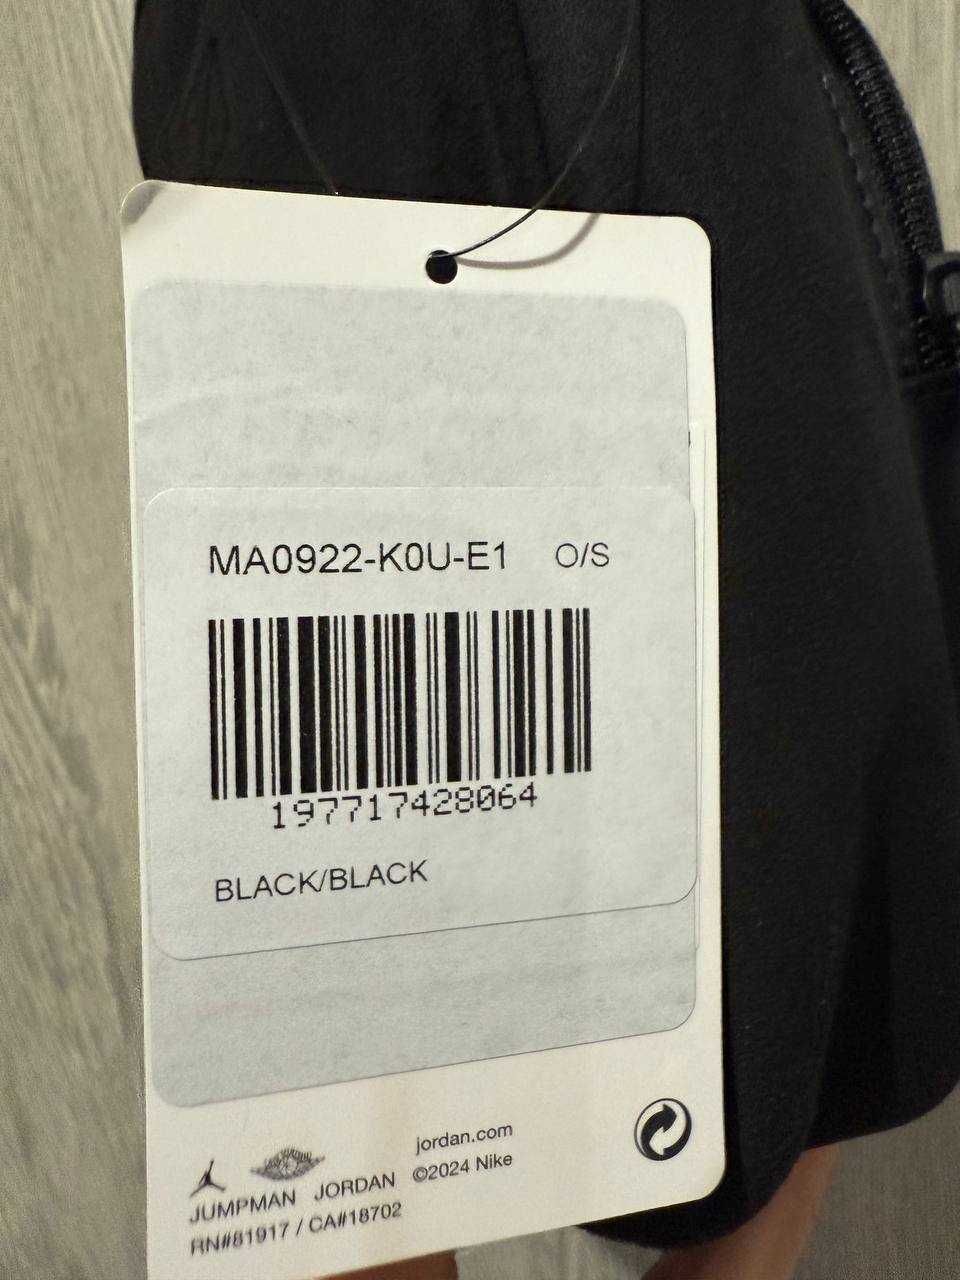 MA0922-K0U-E1 O/S
197717428064
BLACK/BLACK
jordan.com
©2024 Nike
JUMPMAN JORDAN
RN#81917 / CA#18702